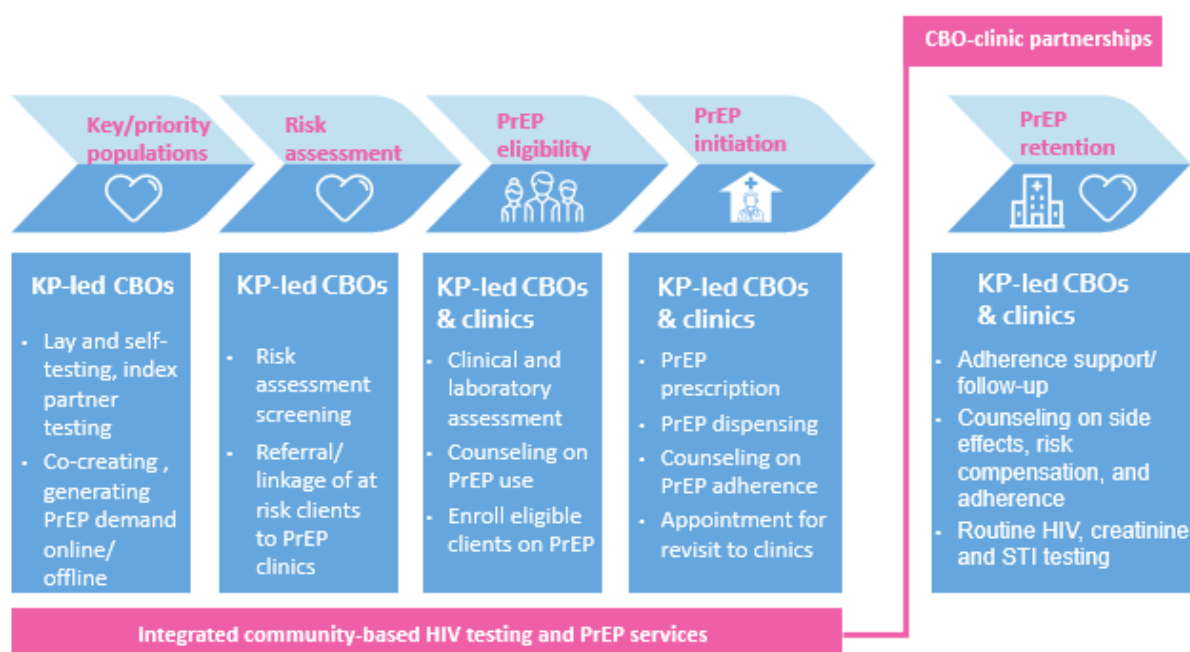 CBO-clinic partnerships
Key/priority
populations
Risk
assessment
PrEP
eligibility
PrEP
initiation
PrEP
retention
KP-led CBOs
• Lay and self-
testing, index
partner
testing
• Co-creating ,
generating
PrEP demand
online/
offline
KP-led CBOs
• Risk
assessment
screening
• Referral/
linkage of at
risk clients
to PrEP
clinics
KP-led CBOs
& clinics
• Clinical and
laboratory
assessment
• Counseling on
PrEP use
• Enroll eligible
clients on PrEP
KP-led CBOs
& clinics
• PrEP
prescription
• PrEP dispensing
• Counseling on
PrEP adherence
• Appointment for
revisit to clinics
KP-led CBOs
& clinics
• Adherence support/
follow-up
• Counseling on side
effects, risk
compensation, and
adherence
• Routine HIV, creatinine
and STI testing
Integrated community-based HIV testing and PrEP services